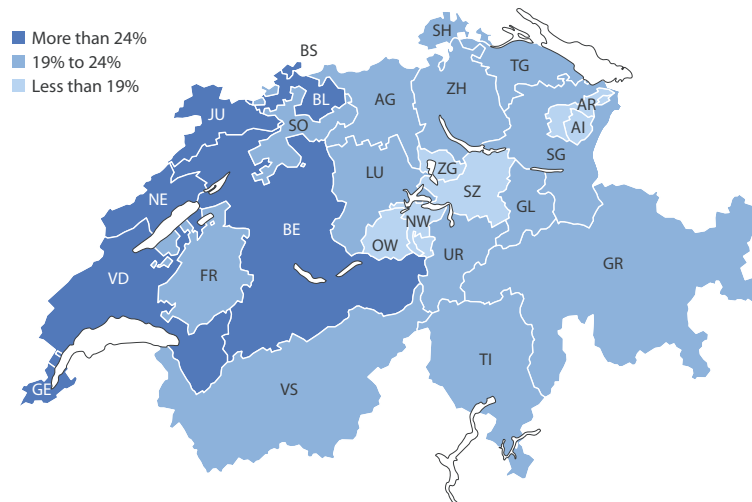 More than 24%
19% to 24%
Less than 19%
BS
SH
TG
JU
BL
AG
ZH
AR
AI
SO
SG
LU
ZG
SZ
NE
NW
GL
BE
OW
UR
VD
FR
GR
GE
VS
TI